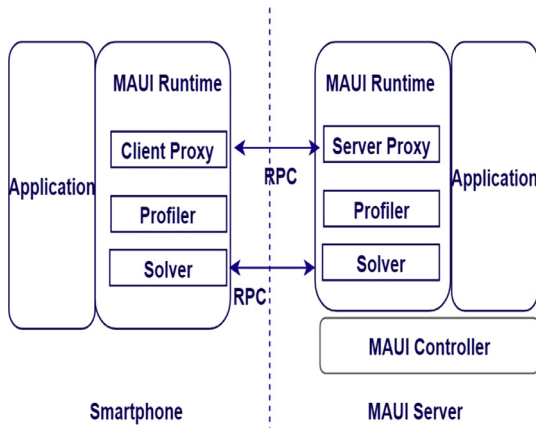 MAUI Runtime
Client Proxy
Application
Profiler
Solver
RPC
RPC
MAUI Runtime
Server Proxy
Application
Profiler
Solver
MAUI Controller
Smartphone
MAUI Server